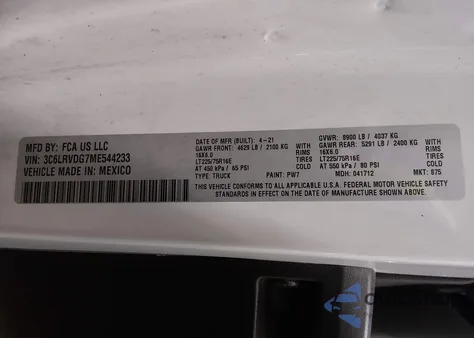 MFD BY: FCA US LLC
VIN: 3C6LRVDG7ME544233
VEHICLE MADE IN: MEXICO
DATE OF MFR (BUILT): 4-21
GAWR FRONT: 4629 LB / 2100 KG WITH
16X6.0 RIMS
LT225/75R16E WITH
AT 450 kPa / 65 PSI TIRES
TYPE: TRUCK
PAINT: PW7
GVWR: 8900 LB / 4037 KG
GAWR REAR: 5291 LB / 2400 KG WITH
16X6.0 RIMS
LT225/75R16E WITH
AT 550 kPa / 80 PSI TIRES
MDH: 041712
MKT: 875
THIS VEHICLE CONFORMS TO ALL APPLICABLE U.S.A. FEDERAL MOTOR VEHICLE SAFETY
STANDARDS IN EFFECT ON THE DATE OF MANUFACTURE SHOWN ABOVE.